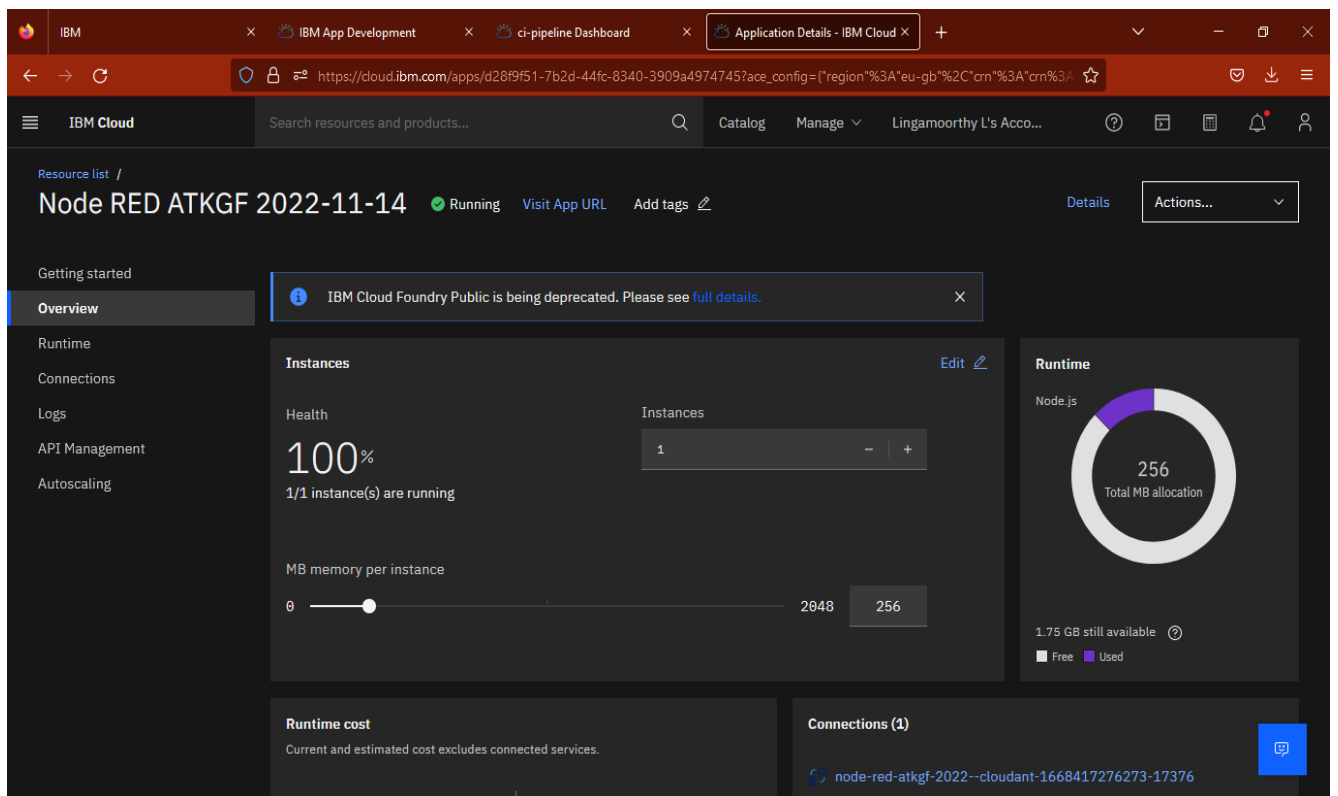 IBM
IBM App Development
ci-pipeline Dashboard
Application Details - IBM Cloud
https://cloud.ibm.com/apps/d28f9f51-7b2d-44fc-8340-3909a4974745?ace_config={"region"%3A"eu-gb"%2C"crn"%3A"crn%3A
IBM Cloud
Search resources and products...
Catalog
Manage
Lingamoorthy L's Acco...
Resource list /
Node RED ATKGF 2022-11-14
Running
Visit App URL
Add tags
Details
Actions...
Getting started
Overview
Runtime
Connections
Logs
API Management
Autoscaling
IBM Cloud Foundry Public is being deprecated. Please see full details.
Instances
Edit
Health
100%
1/1 instance(s) are running
Instances
1
MB memory per instance
0
2048
256
Runtime
Node.js
256
Total MB allocation
1.75 GB still available
Free
Used
Runtime cost
Current and estimated cost excludes connected services.
Connections (1)
node-red-atkgf-2022--cloudant-1668417276273-17376